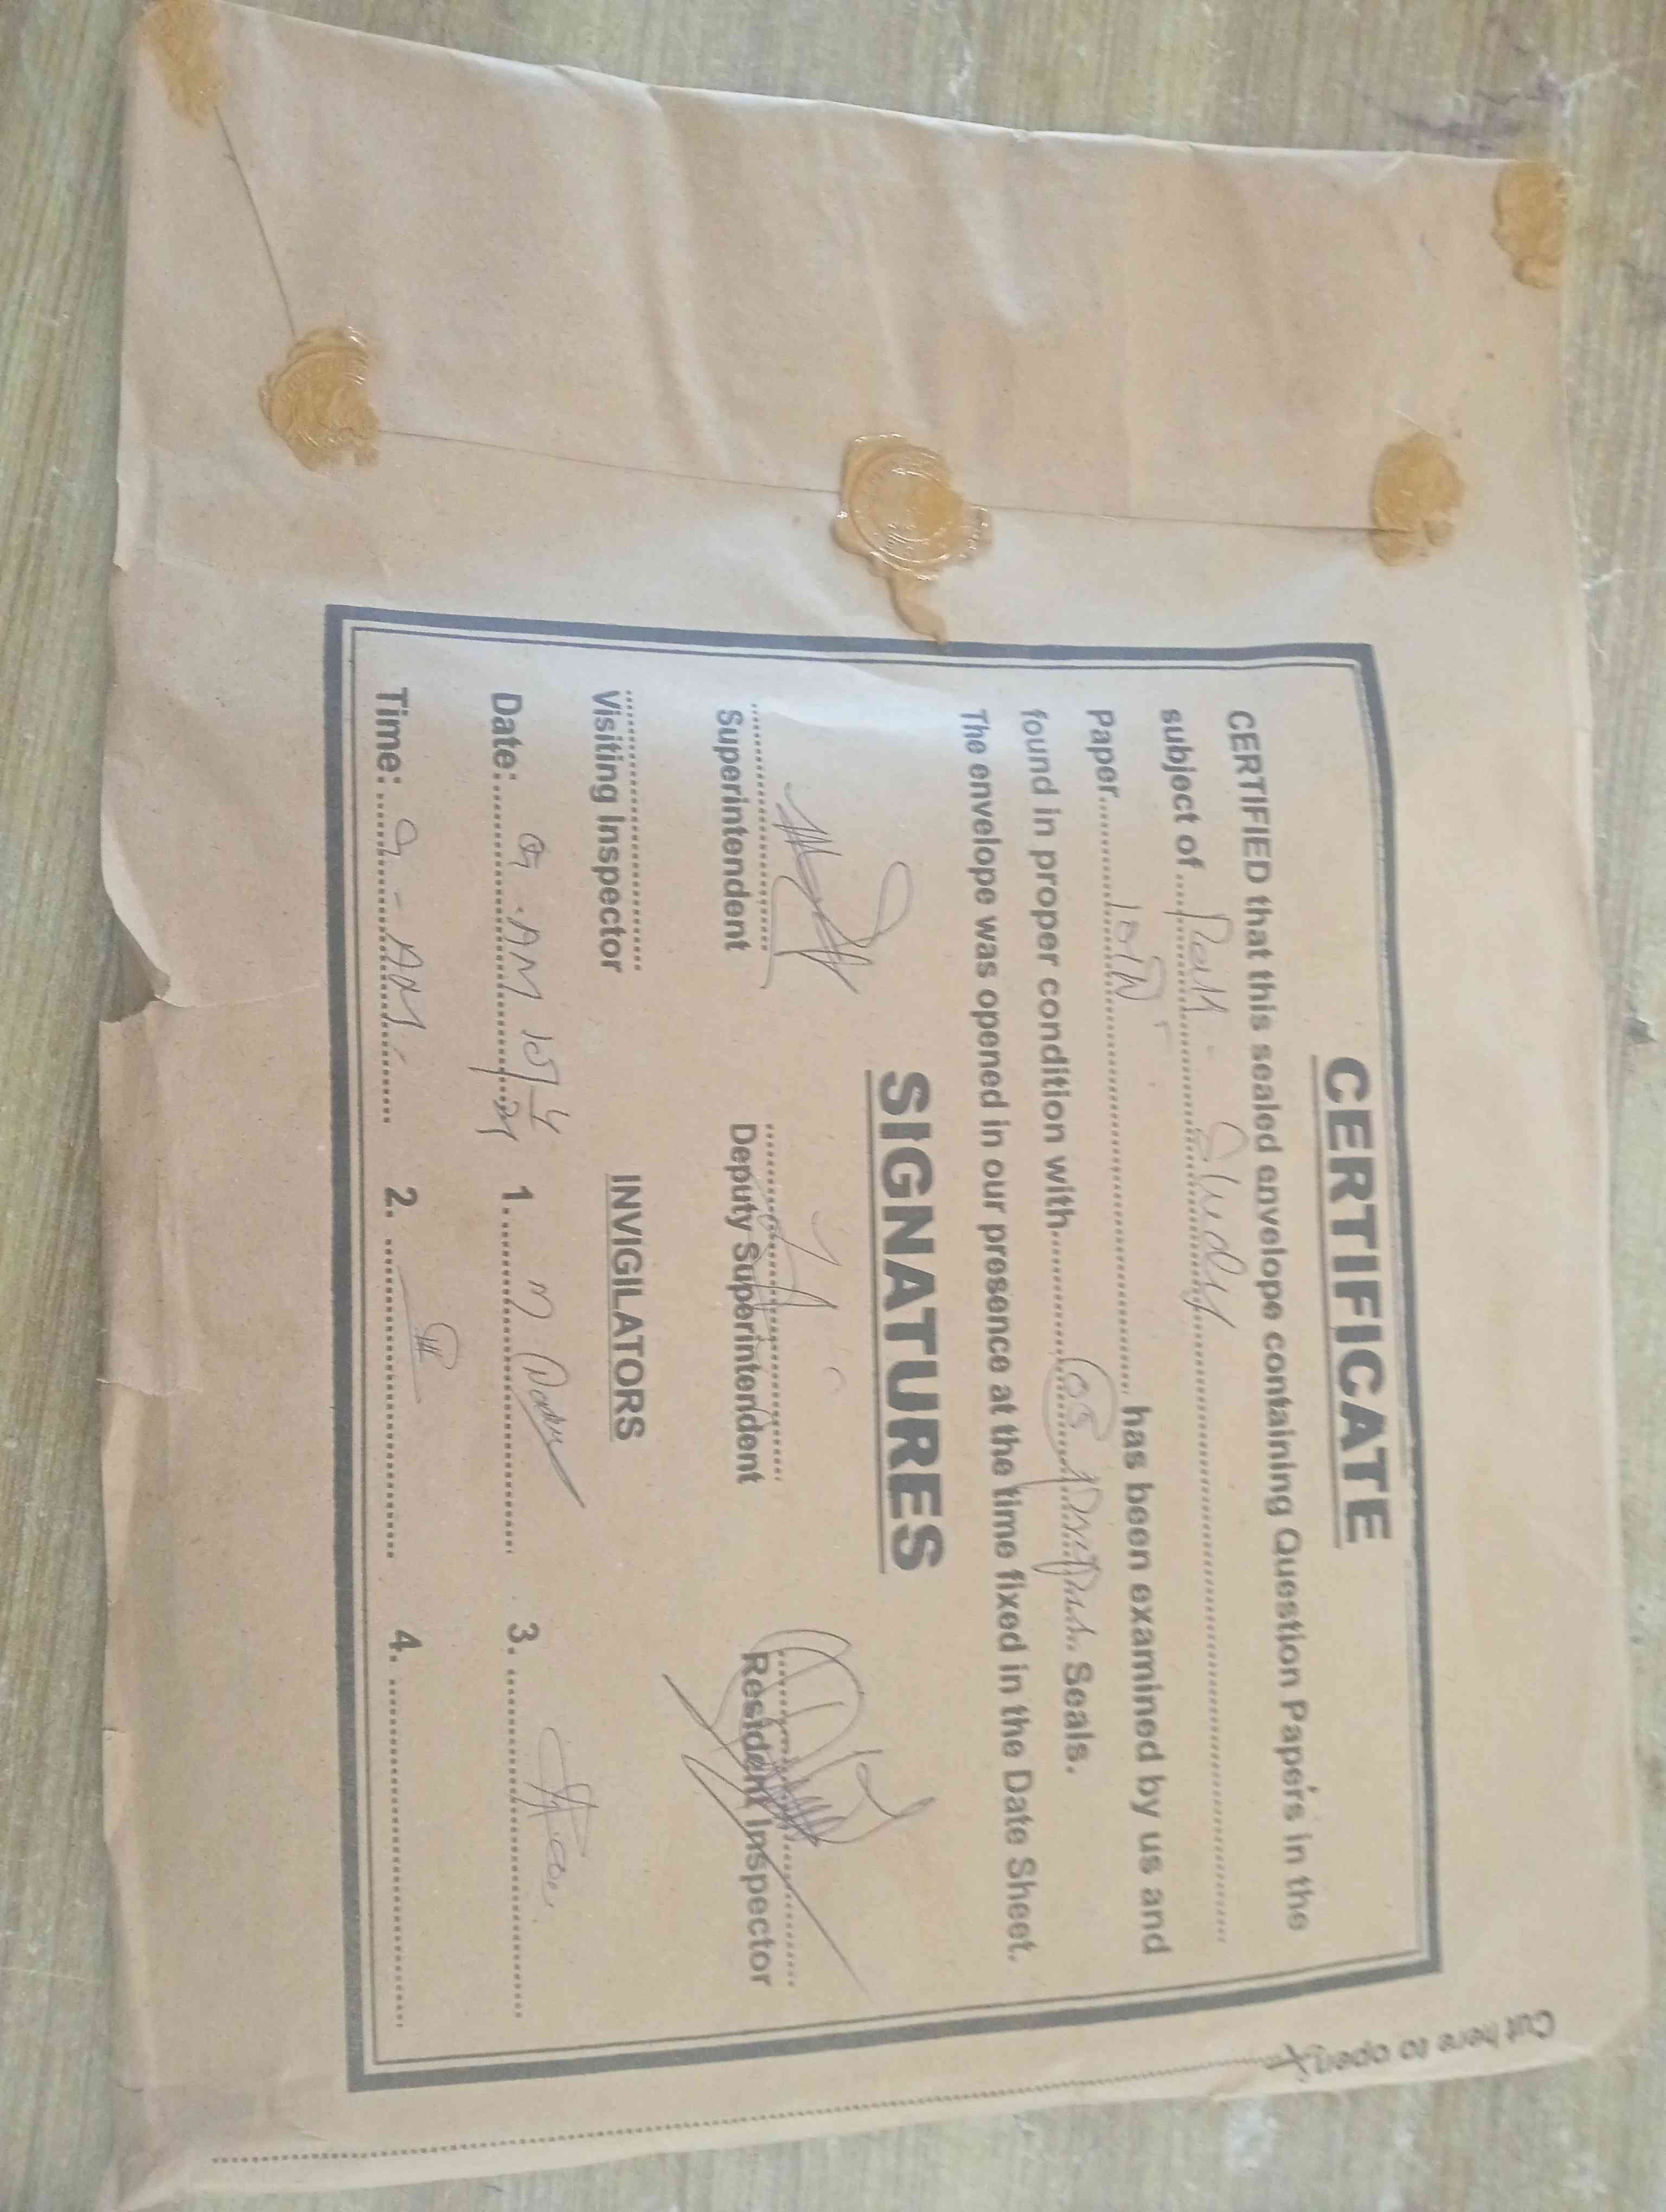 CERTIFICATE
CERTIFIED that this sealed envelope containing Question Papers in the
subject of Pak - Study
Paper 10th has been examined by us and
found in proper condition with 05 Seals.
The envelope was opened in our presence at the time fixed in the Date Sheet.
SIGNATURES
Superintendent Deputy Superintendent Resident Inspector
Visiting Inspector INVIGILATORS
Date: 1. 3.
Time: 9 - AM - 2. 4.
Cut here to open